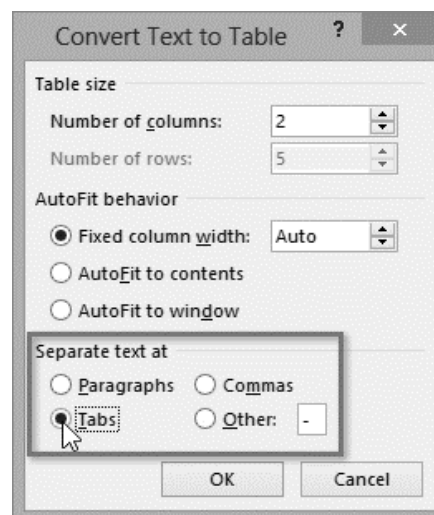 Convert Text to Table ? ×
Table size
Number of columns: 2
Number of rows: 5
AutoFit behavior
Fixed column width: Auto
AutoFit to contents
AutoFit to window
Separate text at
Paragraphs Commas
Tabs Other: -
OK Cancel